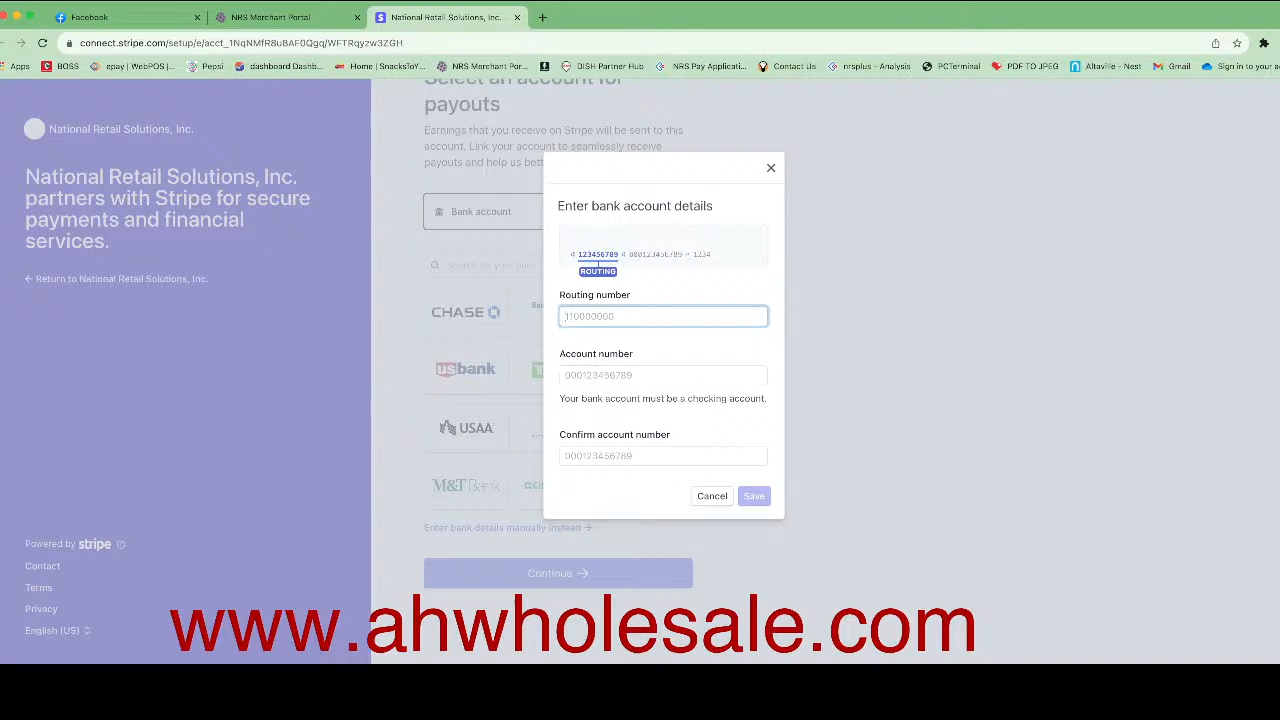 Facebook
NRS Merchant Portal
National Retail Solutions, Inc.
connect.stripe.com/setup/e/acct_1NqNMfR8uBAF0Qgq/WFTRqyzw3ZGH
Apps BOSS epay | WebPOS |... Pepsi dashboard Dashb... Home | SnacksToY... NRS Merchant Por... DISH Partner Hub NRS Pay Applicatio... Contact Us nrsplus - Analysis PCTerminal PDF TO JPEG Altaville - Nest Gmail Sign in to your a
National Retail Solutions, Inc.
National Retail Solutions, Inc.
partners with Stripe for secure
payments and financial
services.
Return to National Retail Solutions, Inc.
Powered by stripe
Contact
Terms
Privacy
English (US)
Select an account for
payouts
Earnings that you receive on Stripe will be sent to this
account. Link your account to seamlessly receive
payouts and help us bett
Bank account
CHASE
usbank
USAA
M&T Bank
Enter bank details manually instead →
Continue →
Enter bank account details
123456789 000123456789 1234
ROUTING
Routing number
110000000
Account number
000123456789
Your bank account must be a checking account.
Confirm account number
000123456789
Cancel Save
www.ahwholesale.com